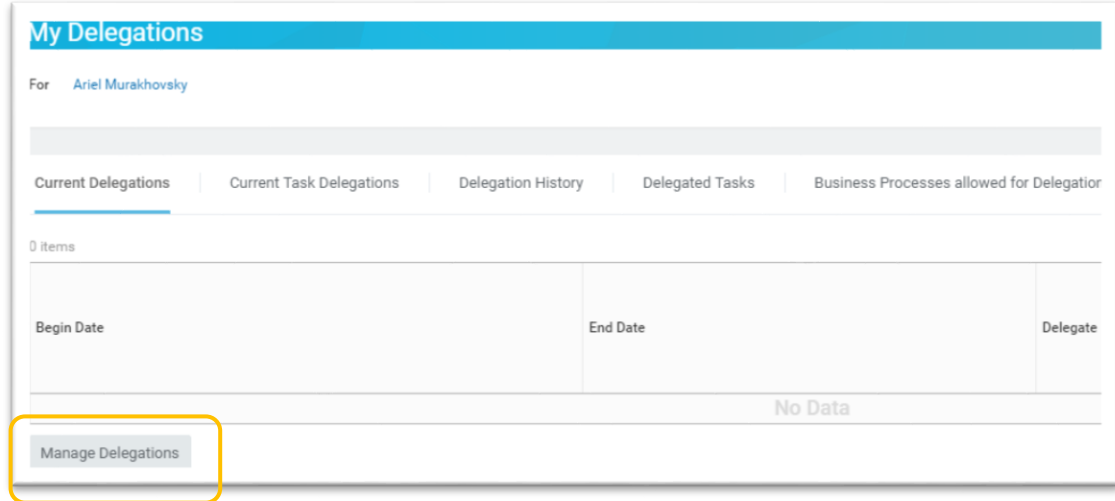 My Delegations
For Ariel Murakhovsky
Current Delegations Current Task Delegations Delegation History Delegated Tasks Business Processes allowed for Delegation
0 items
Begin Date End Date Delegate
No Data
Manage Delegations